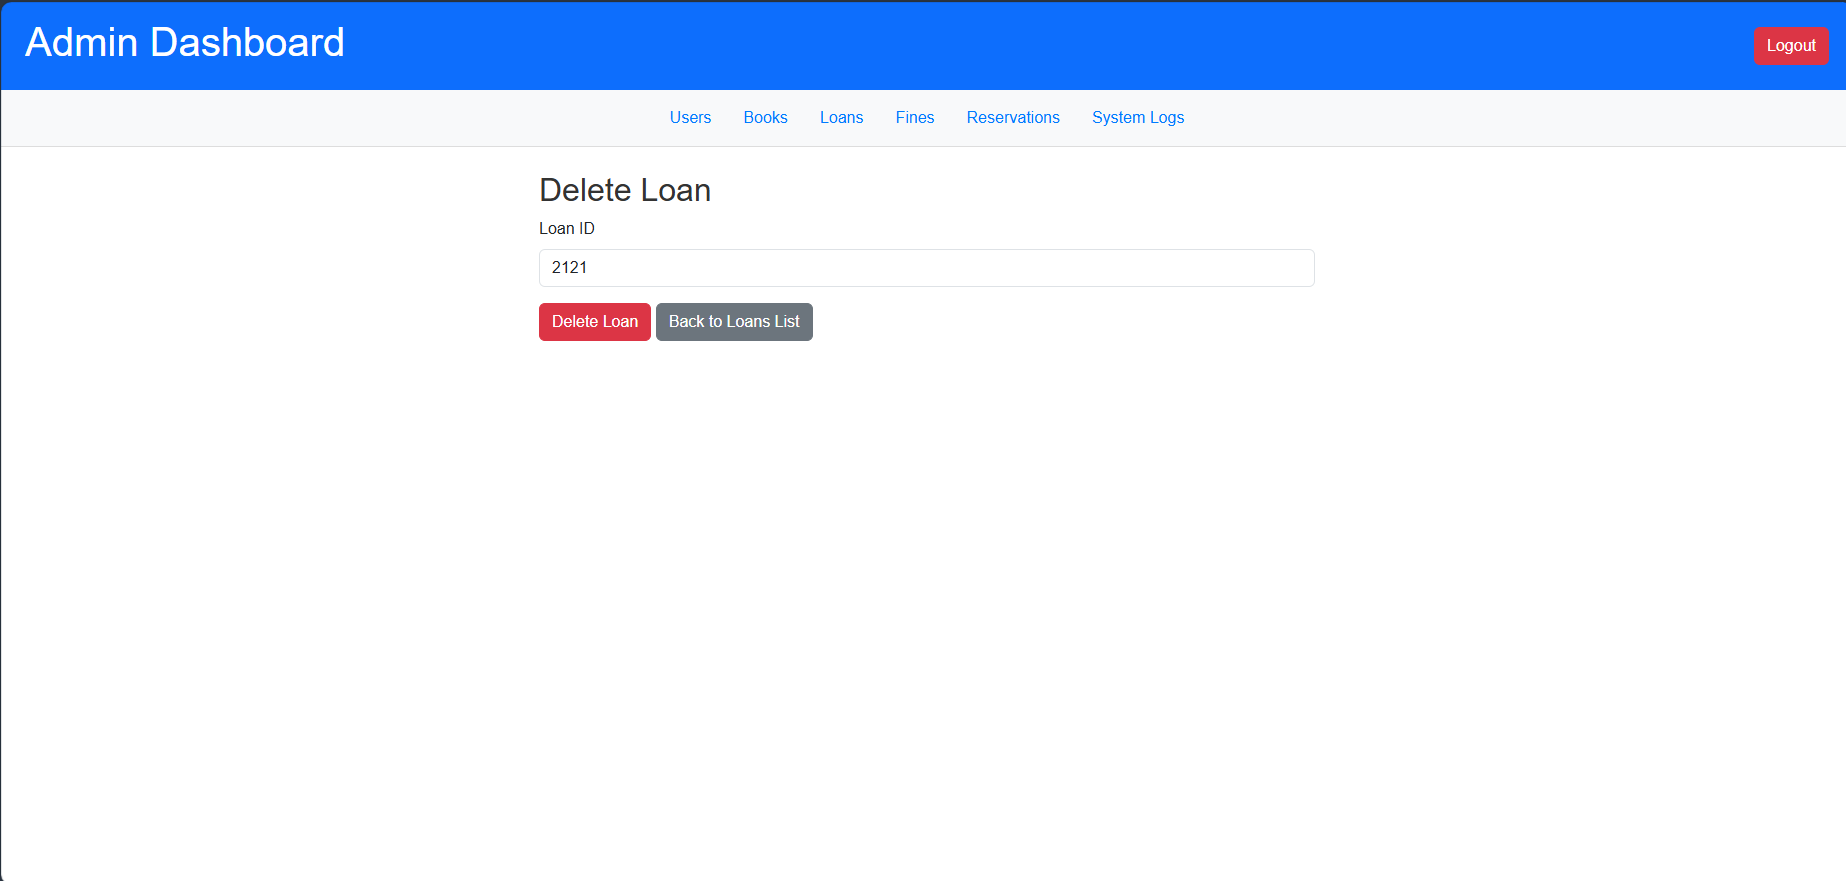 Admin Dashboard
Logout
Users Books Loans Fines Reservations System Logs
Delete Loan
Loan ID
2121
Delete Loan Back to Loans List